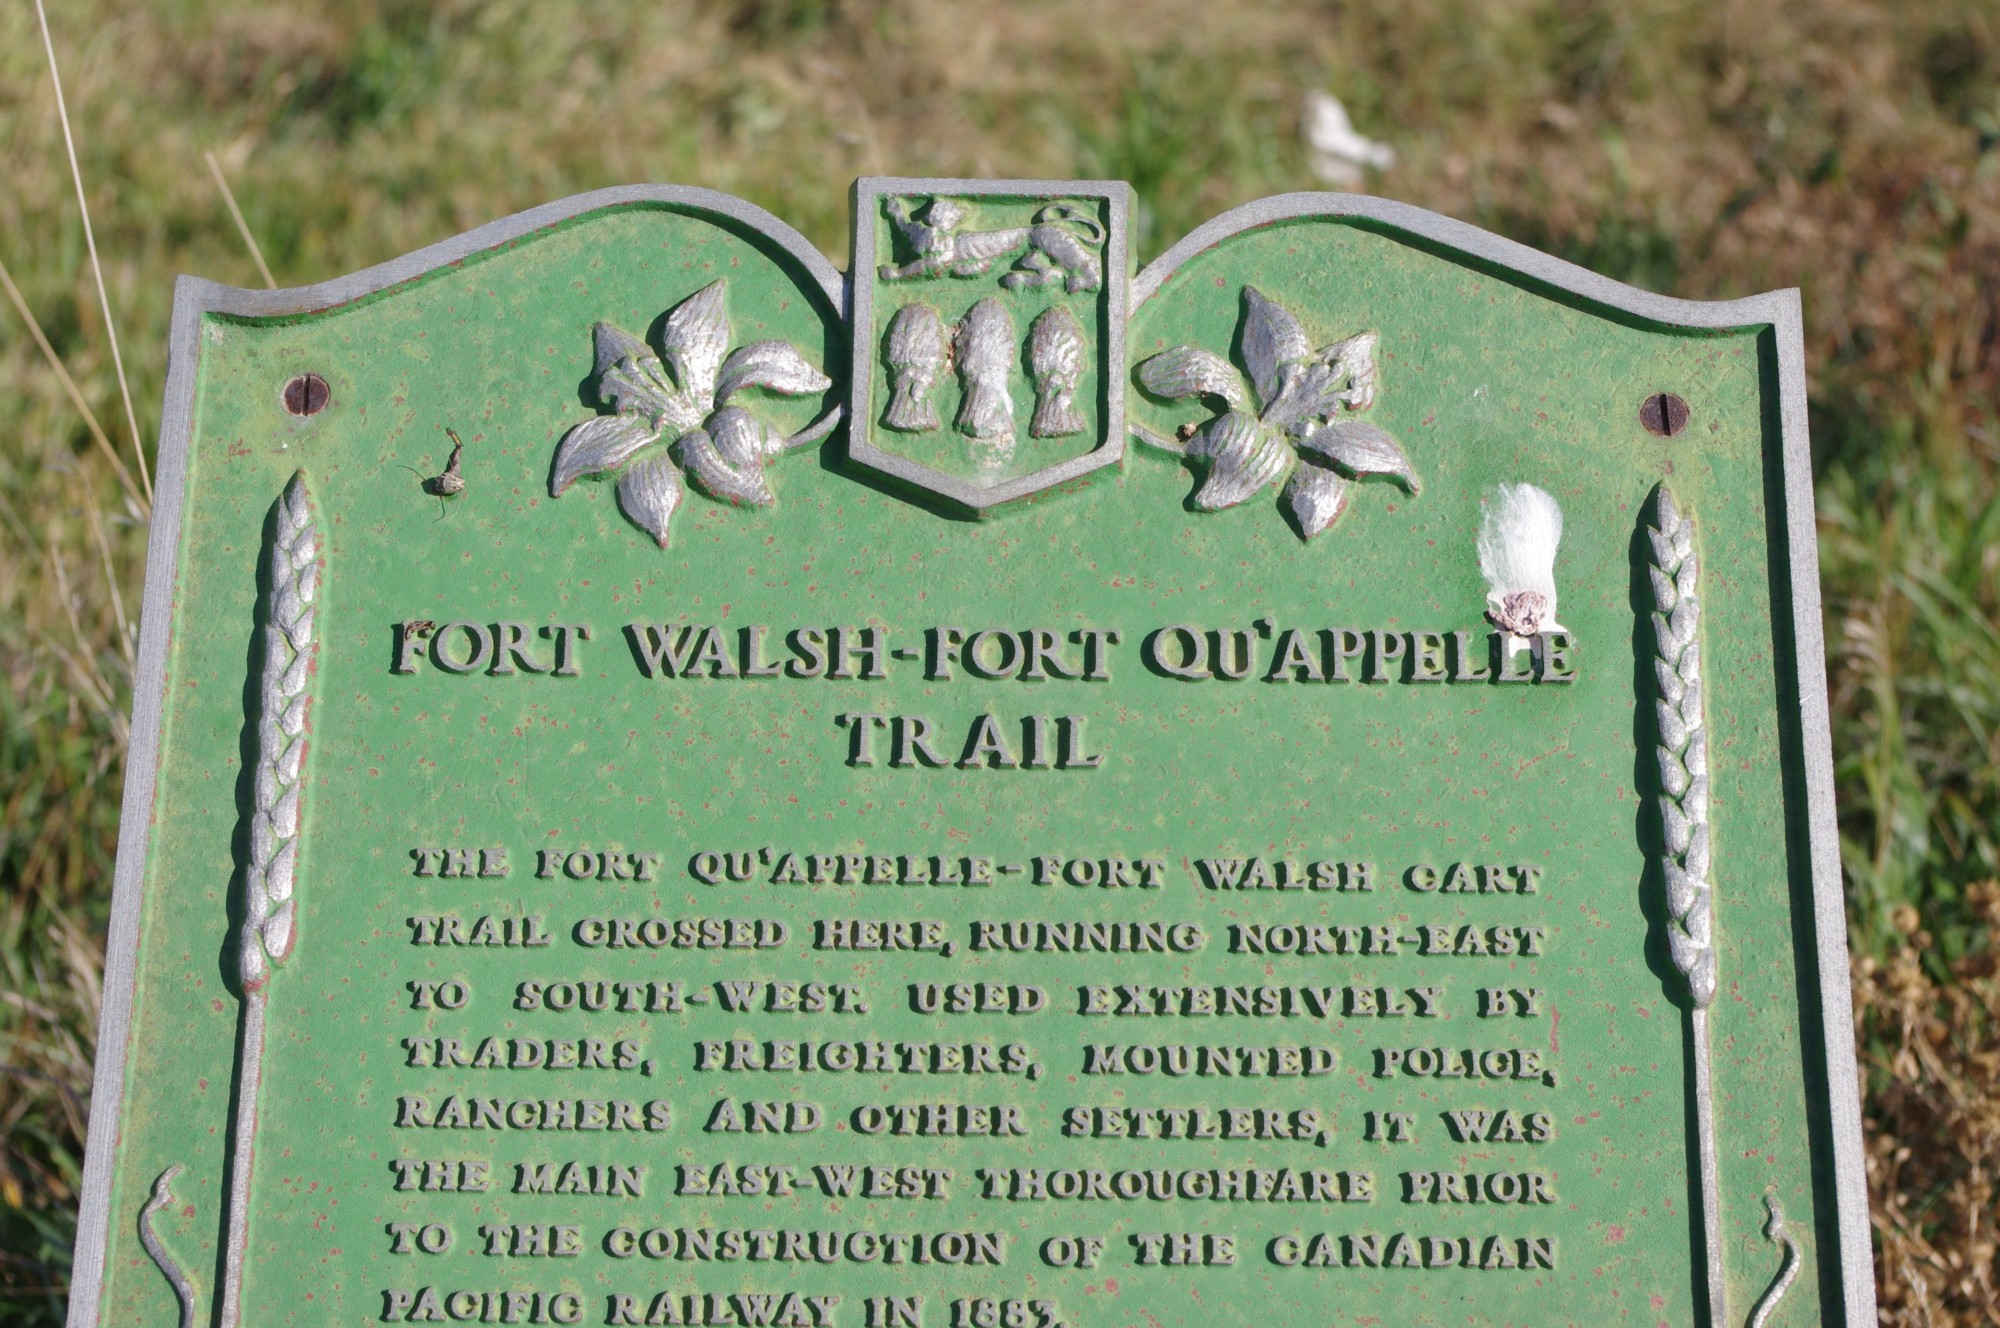 FORT WALSH-FORT QU'APPELLE
TRAIL
THE FORT QU'APPELLE-FORT WALSH CART
TRAIL CROSSED HERE, RUNNING NORTH-EAST
TO SOUTH-WEST. USED EXTENSIVELY BY
TRADERS, FREIGHTERS, MOUNTED POLICE,
RANCHERS AND OTHER SETTLERS, IT WAS
THE MAIN EAST-WEST THOROUGHFARE PRIOR
TO THE CONSTRUCTION OF THE CANADIAN
PACIFIC RAILWAY IN 1883.